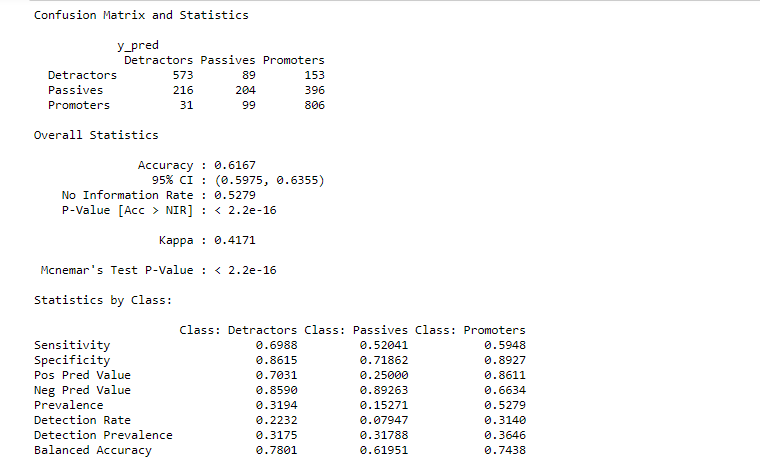 Confusion Matrix and Statistics
y_pred
Detractors Passives Promoters
Detractors 573 89 153
Passives 216 204 396
Promoters 31 99 806
Overall Statistics
Accuracy : 0.6167
95% CI : (0.5975, 0.6355)
No Information Rate : 0.5279
P-Value [Acc > NIR] : < 2.2e-16
Kappa : 0.4171
Mcnemar's Test P-Value : < 2.2e-16
Statistics by Class:
Class: Detractors Class: Passives Class: Promoters
Sensitivity 0.6988 0.52041 0.5948
Specificity 0.8615 0.71862 0.8927
Pos Pred Value 0.7031 0.25000 0.8611
Neg Pred Value 0.8590 0.89263 0.6634
Prevalence 0.3194 0.15271 0.5279
Detection Rate 0.2232 0.07947 0.3140
Detection Prevalence 0.3175 0.31788 0.3646
Balanced Accuracy 0.7801 0.61951 0.7438